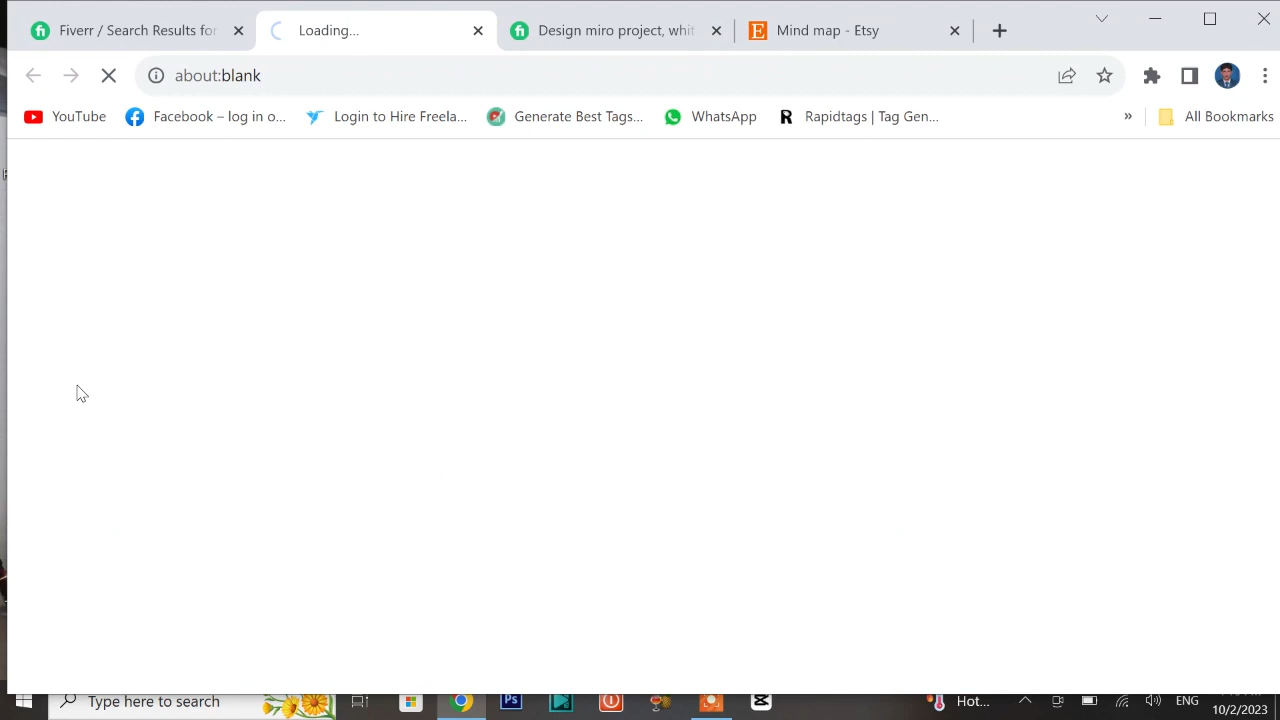 Fiverr / Search Results for
Loading...
Design miro project, whit
Mind map - Etsy
about:blank
YouTube
Facebook – log in o...
Login to Hire Freela...
Generate Best Tags...
WhatsApp
Rapidtags | Tag Gen...
»
All Bookmarks
Type here to search
Ps
Hot...
ENG
10/2/2023